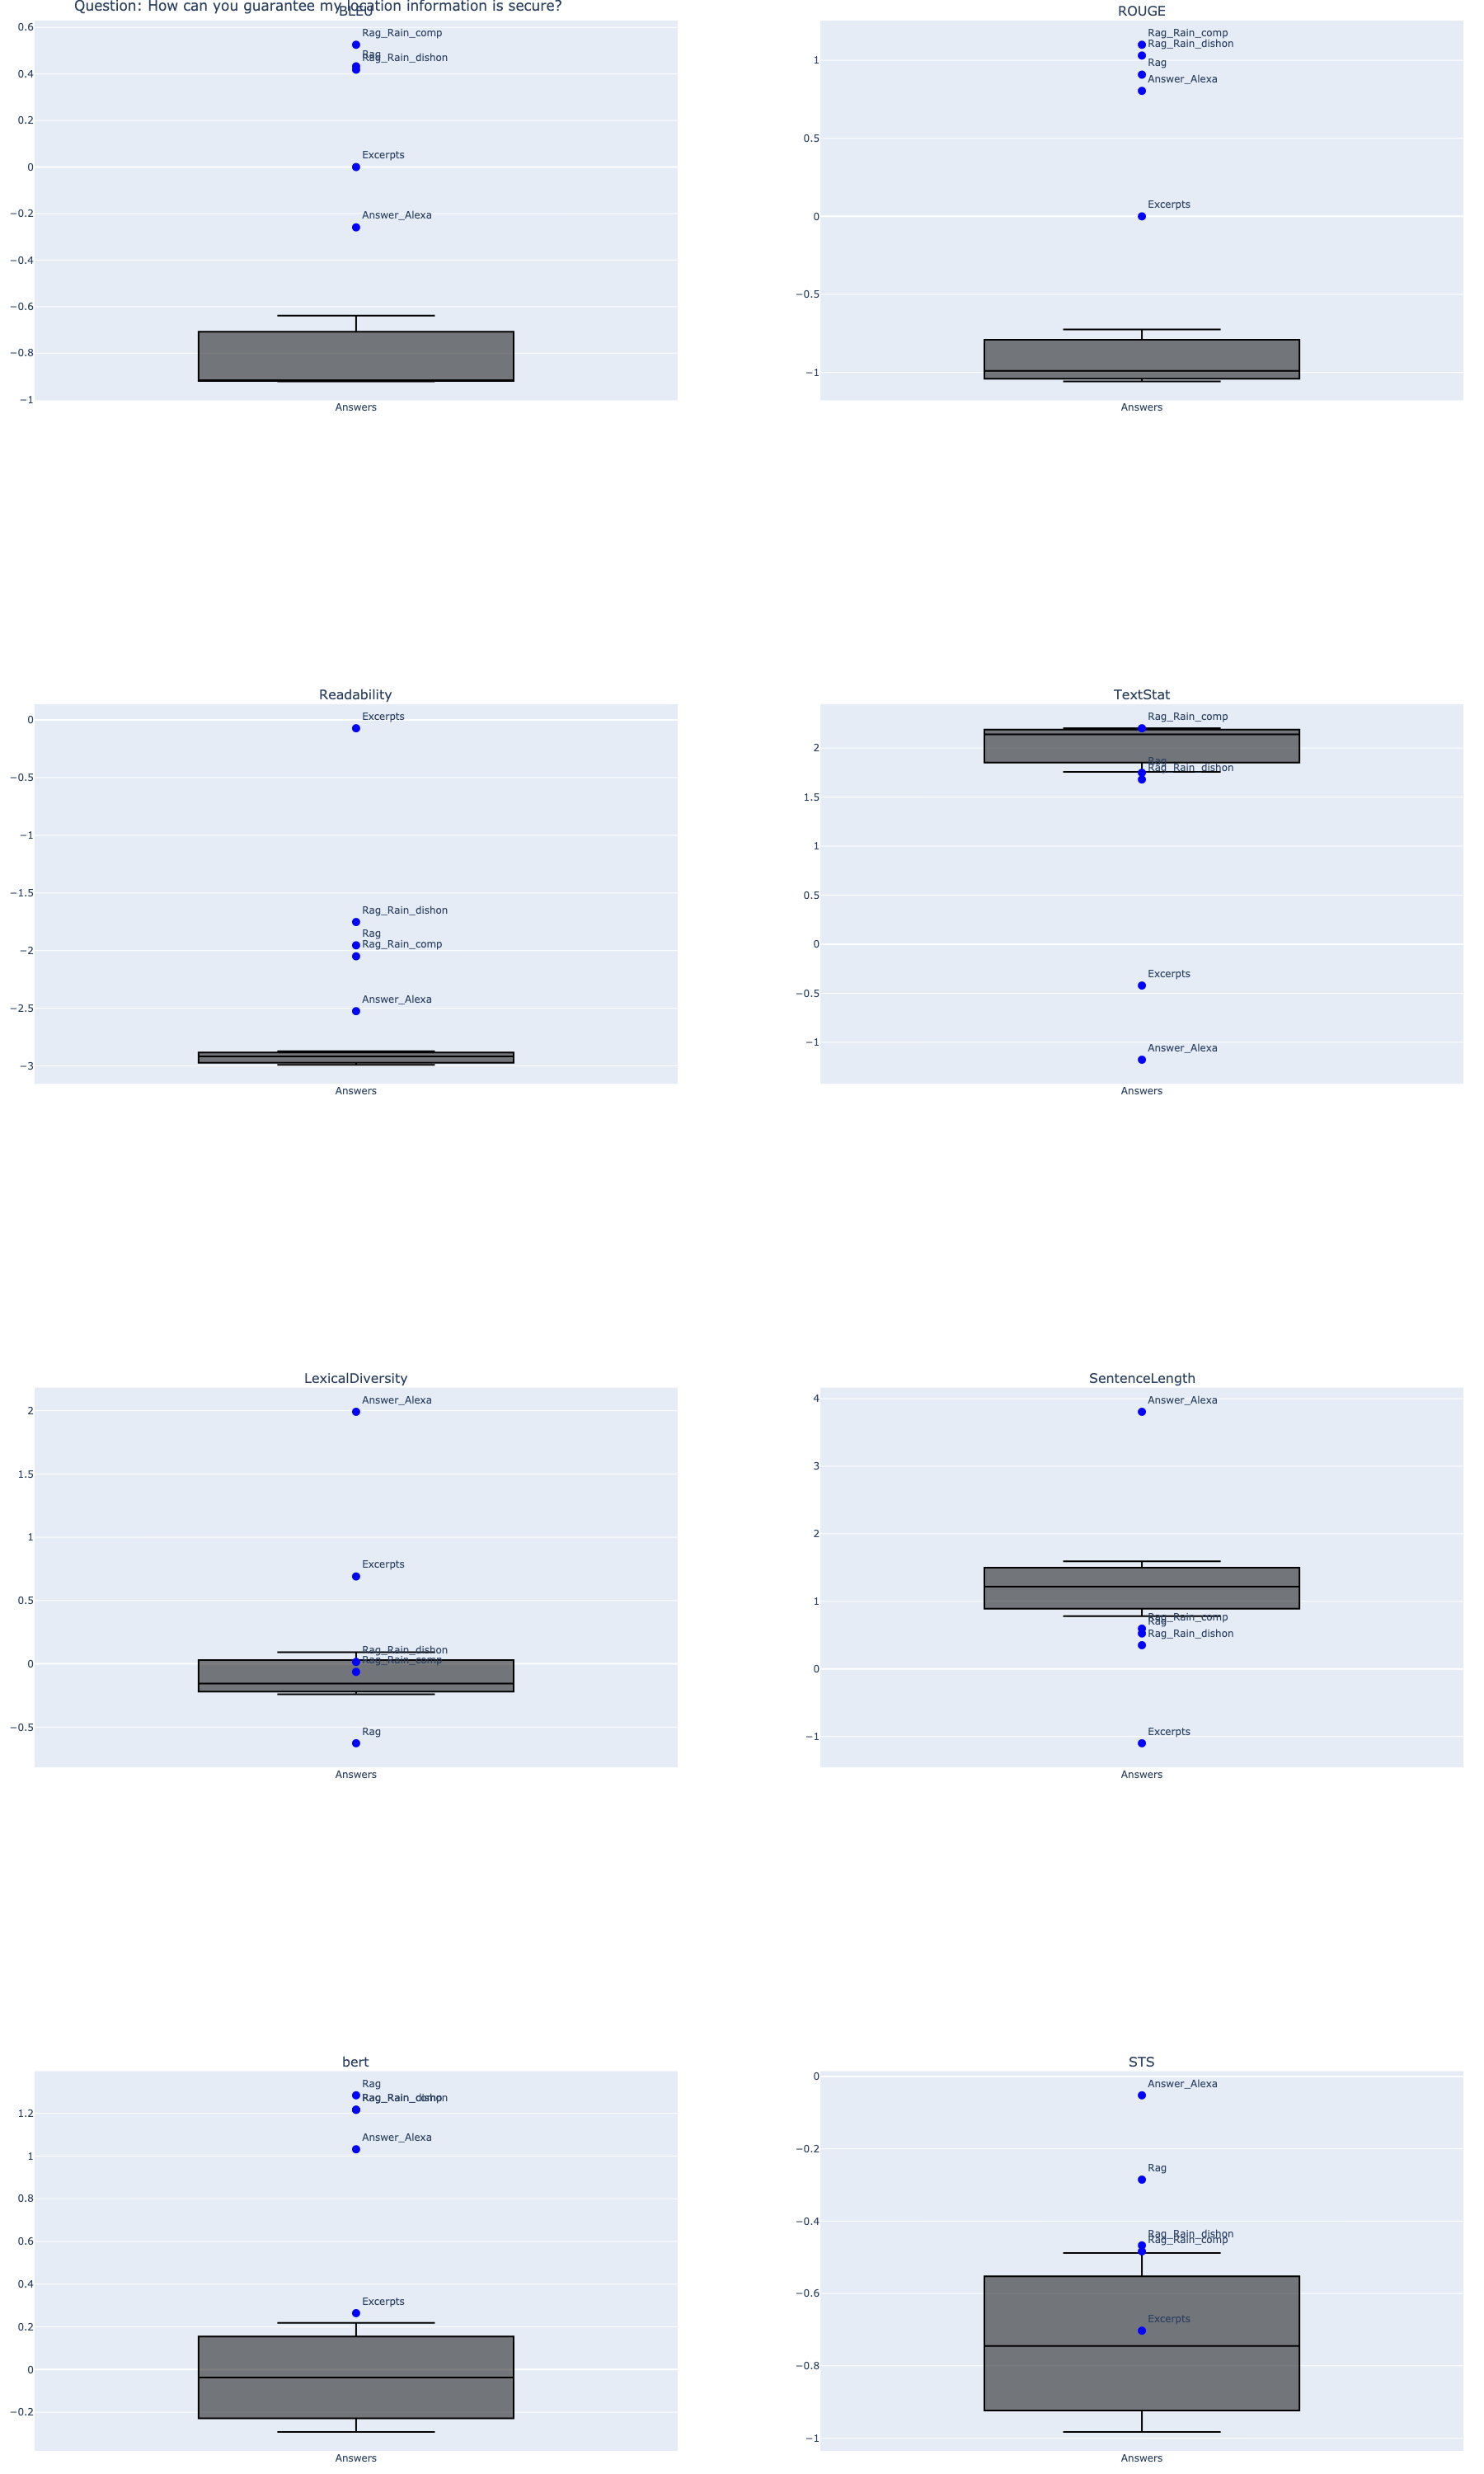 Question: How can you guarantee my location information is secure?
BLEU
0.6
0.4
0.2
0
−0.2
−0.4
−0.6
−0.8
−1
Rag_Rain_comp
Rag
Rag_Rain_dishon
Excerpts
Answer_Alexa
Answers
ROUGE
1
0.5
0
−0.5
−1
Rag_Rain_comp
Rag_Rain_dishon
Rag
Answer_Alexa
Excerpts
Answers
Readability
0
−0.5
−1
−1.5
−2
−2.5
−3
Excerpts
Rag_Rain_dishon
Rag
Rag_Rain_comp
Answer_Alexa
Answers
TextStat
2
1.5
1
0.5
0
−0.5
−1
Rag_Rain_comp
Rag
Rag_Rain_dishon
Excerpts
Answer_Alexa
Answers
LexicalDiversity
2
1.5
1
0.5
0
−0.5
Answer_Alexa
Excerpts
Rag_Rain_dishon
Rag_Rain_comp
Rag
Answers
SentenceLength
4
3
2
1
0
−1
Answer_Alexa
Rag_Rain_comp
Rag
Rag_Rain_dishon
Excerpts
Answers
bert
1.2
1
0.8
0.6
0.4
0.2
0
−0.2
Rag
Rag_Rain_comp
Rag_Rain_dishon
Answer_Alexa
Excerpts
Answers
STS
0
−0.2
−0.4
−0.6
−0.8
−1
Answer_Alexa
Rag
Rag_Rain_dishon
Rag_Rain_comp
Excerpts
Answers